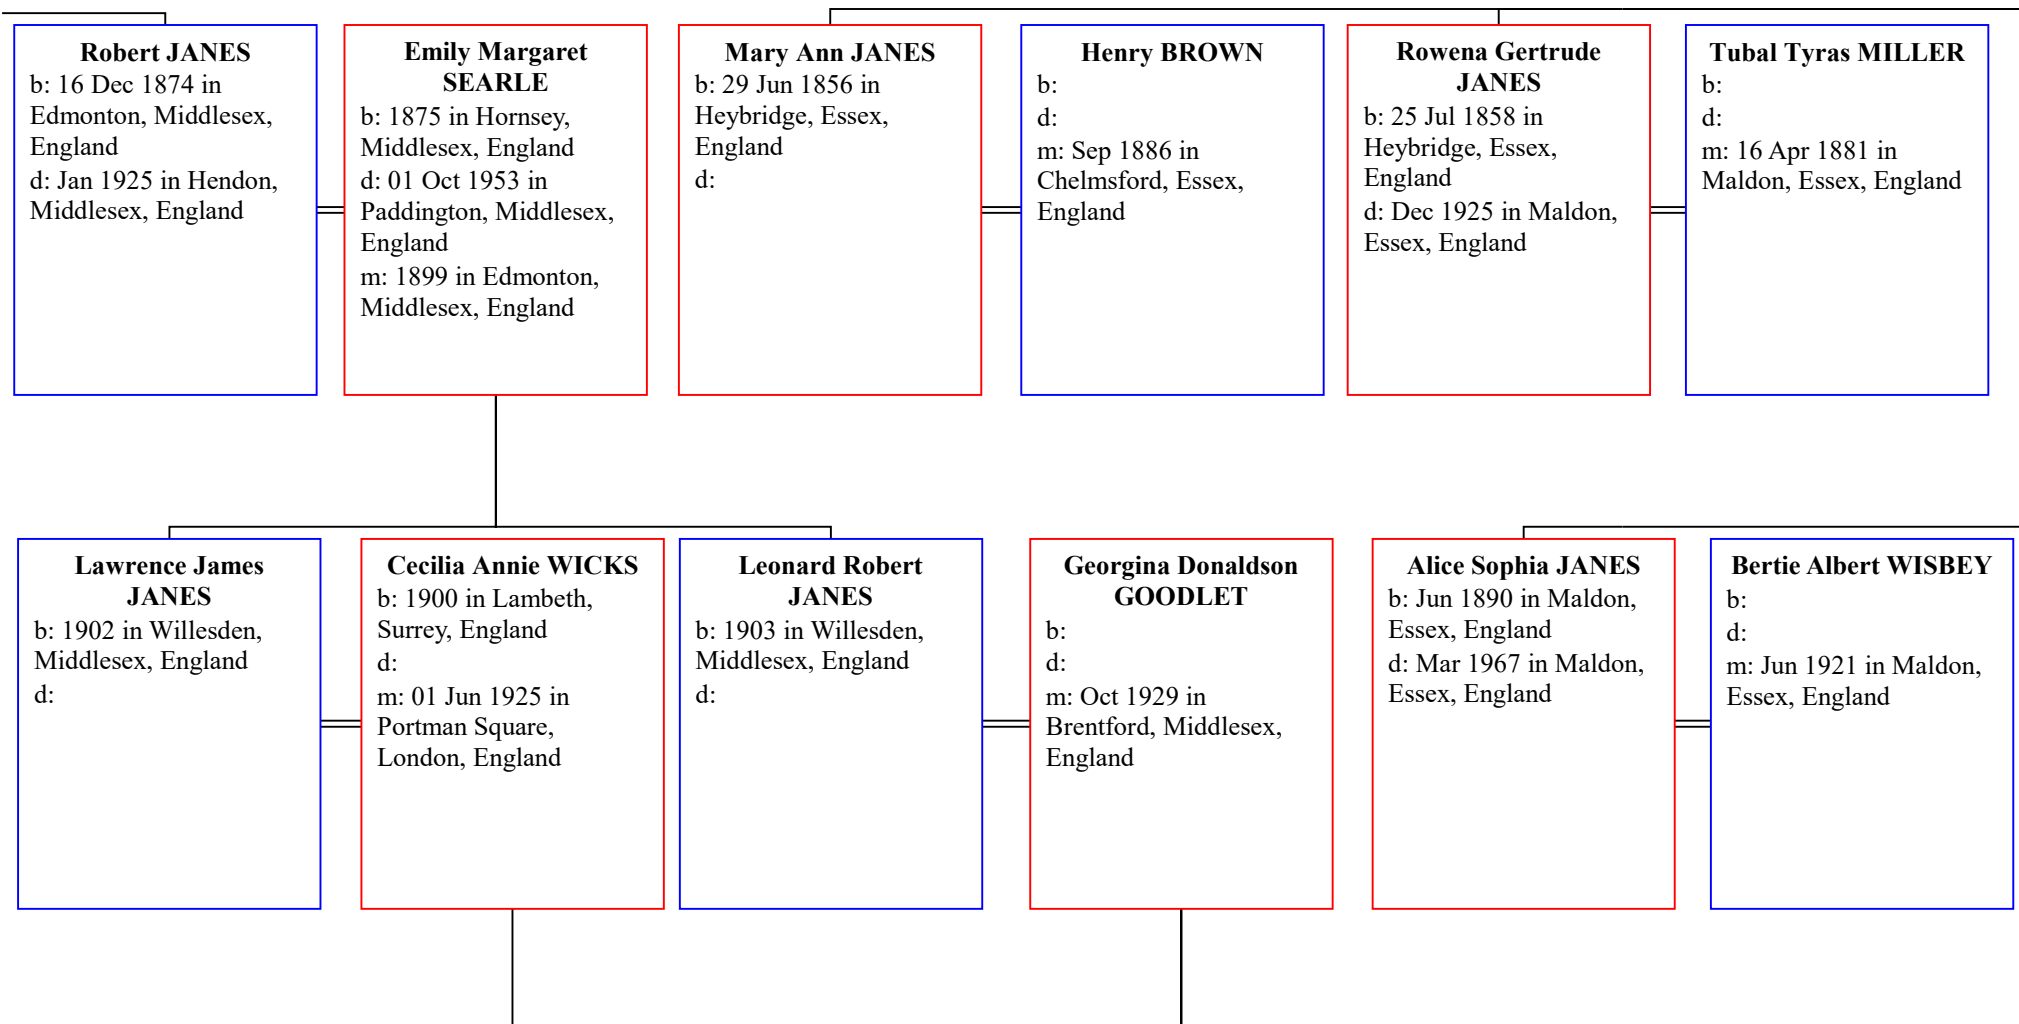 Robert JANES
b: 16 Dec 1874 in
Edmonton, Middlesex,
England
d: Jan 1925 in Hendon,
Middlesex, England
Emily Margaret
SEARLE
b: 1875 in Hornsey,
Middlesex, England
d: 01 Oct 1953 in
Paddington, Middlesex,
England
m: 1899 in Edmonton,
Middlesex, England
Mary Ann JANES
b: 29 Jun 1856 in
Heybridge, Essex,
England
d:
Henry BROWN
b:
d:
m: Sep 1886 in
Chelmsford, Essex,
England
Rowena Gertrude
JANES
b: 25 Jul 1858 in
Heybridge, Essex,
England
d: Dec 1925 in Maldon,
Essex, England
Tubal Tyras MILLER
b:
d:
m: 16 Apr 1881 in
Maldon, Essex, England
Lawrence James
JANES
b: 1902 in Willesden,
Middlesex, England
d:
Cecilia Annie WICKS
b: 1900 in Lambeth,
Surrey, England
d:
m: 01 Jun 1925 in
Portman Square,
London, England
Leonard Robert
JANES
b: 1903 in Willesden,
Middlesex, England
d:
Georgina Donaldson
GOODLET
b:
d:
m: Oct 1929 in
Brentford, Middlesex,
England
Alice Sophia JANES
b: Jun 1890 in Maldon,
Essex, England
d: Mar 1967 in Maldon,
Essex, England
Bertie Albert WISBEY
b:
d:
m: Jun 1921 in Maldon,
Essex, England